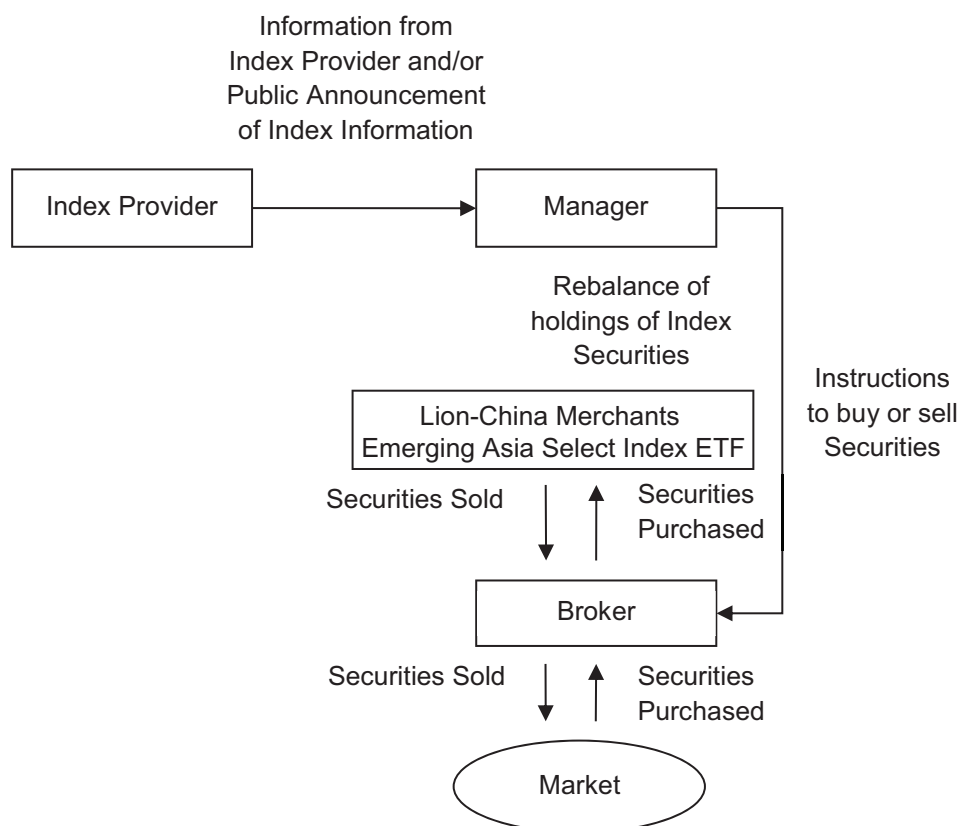 Information from
Index Provider and/or
Public Announcement
of Index Information
Index Provider
Manager
Rebalance of
holdings of Index
Securities
Instructions
to buy or sell
Securities
Lion-China Merchants
Emerging Asia Select Index ETF
Securities Sold
Securities
Purchased
Broker
Securities Sold
Securities
Purchased
Market